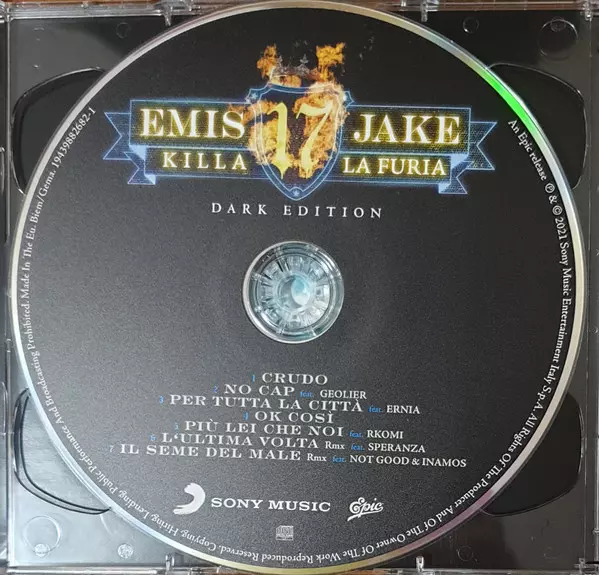 EMIS 17 JAKE
KILLA LA FURIA
DARK EDITION
1 CRUDO
2 NO CAP feat. GEOLIER
3 PER TUTTA LA CITTÀ feat. ERNIA
4 OK COSÌ
5 PIÙ LEI CHE NOI feat. RKOMI
6 L'ULTIMA VOLTA Rmx feat. SPERANZA
7 IL SEME DEL MALE Rmx feat. NOT GOOD & INAMOS
SONY MUSIC
Epic
An Epic release ℗ & © 2021 Sony Music Entertainment Italy S.p.A. All Rights Of The Producer And Of The Owner Of The Work Reproduced Reserved. Copying, Hiring, Lending, Public Performance And Broadcasting Prohibited. Made In The Eu. Biem/Gema. 19439882682-1